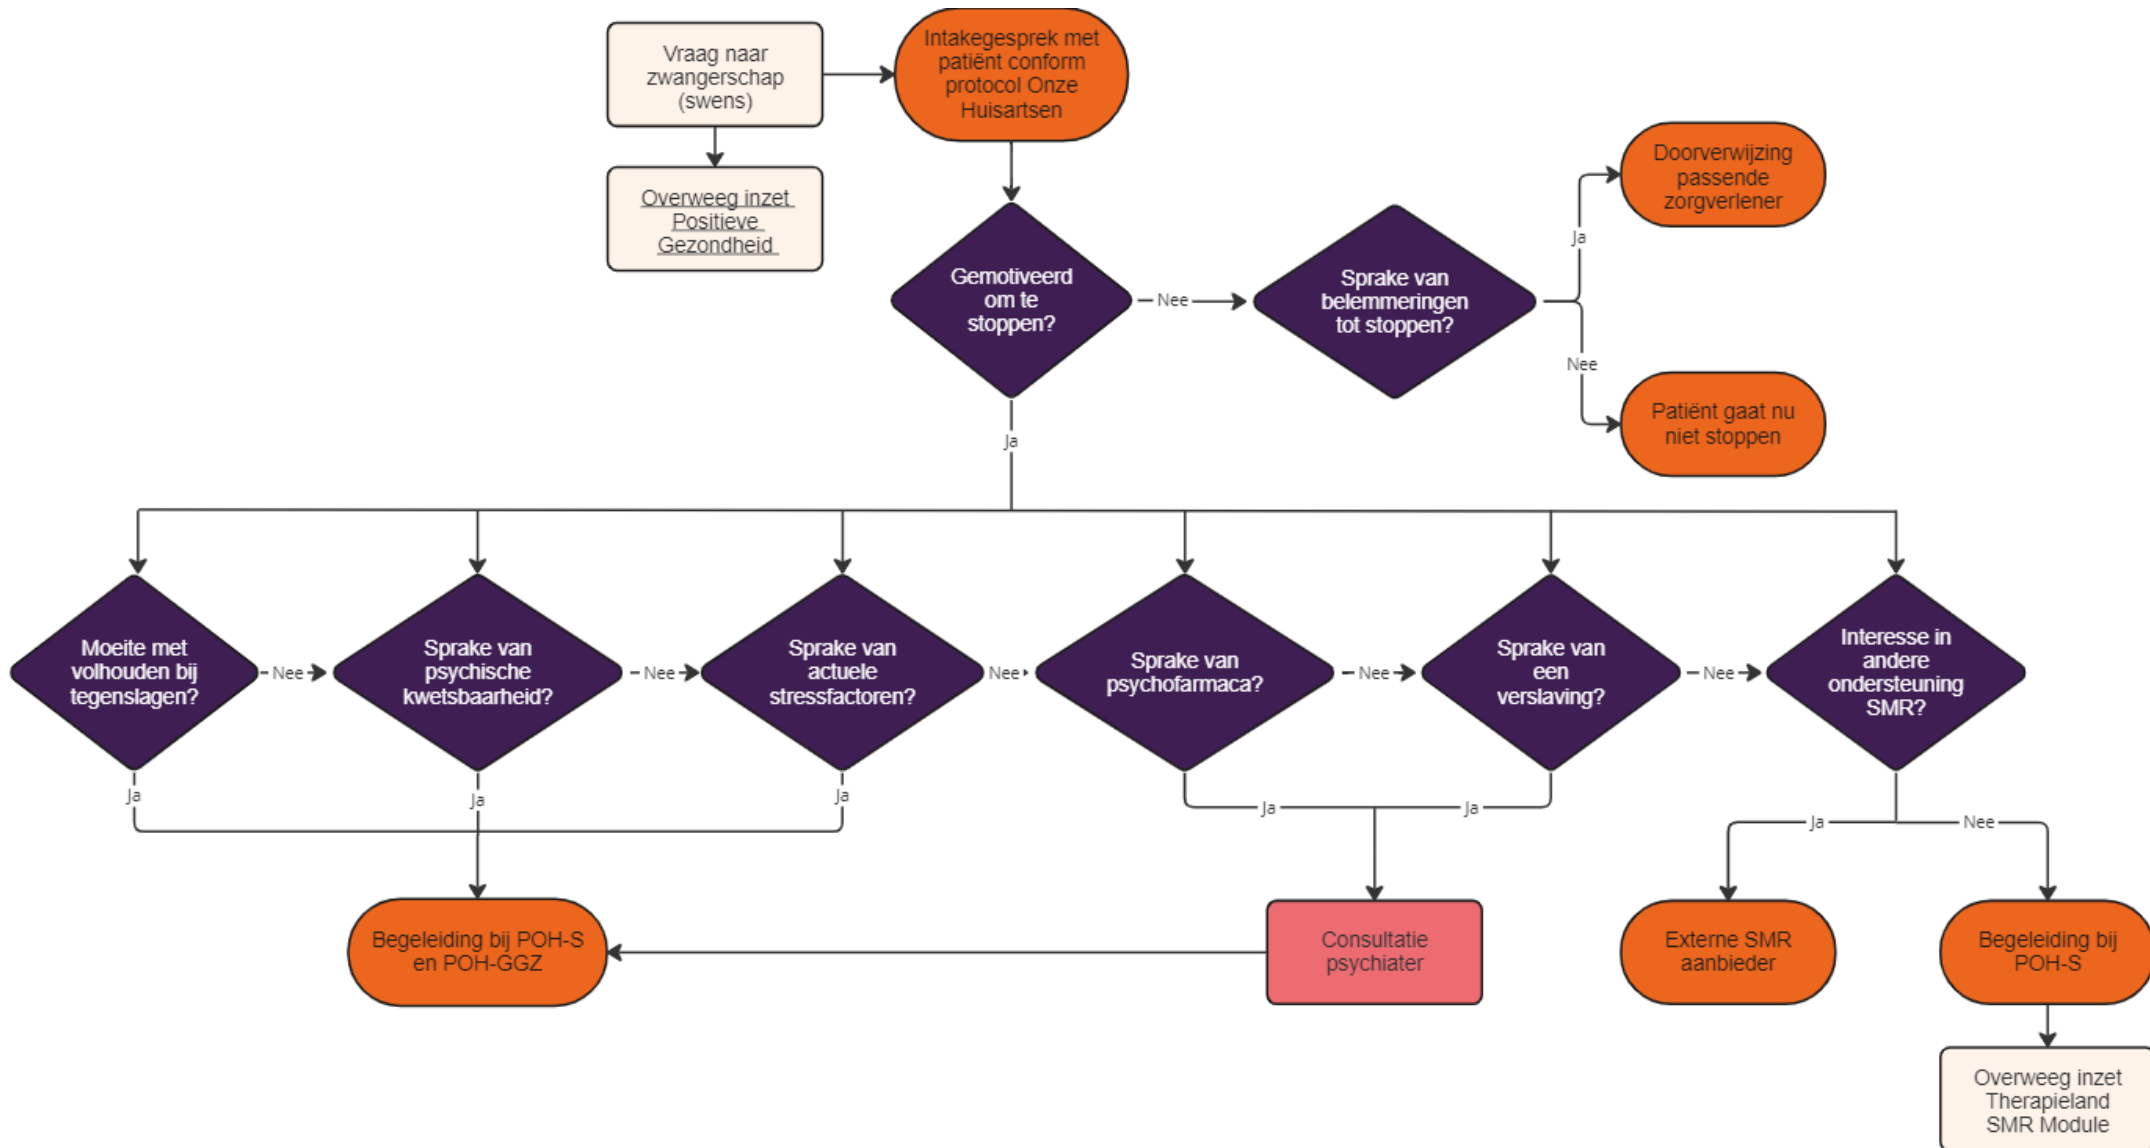 Vraag naar
zwangerschap
(swens)
Intakegesprek met
patiënt conform
protocol Onze
Huisartsen
Overweeg inzet
Positieve
Gezondheid
Doorverwijzing
passende
zorgverlener
Ja
Gemotiveerd
om te
stoppen?
Nee
Sprake van
belemmeringen
tot stoppen?
Nee
Patiënt gaat nu
niet stoppen
Ja
Moeite met
volhouden bij
tegenslagen?
Nee
Sprake van
psychische
kwetsbaarheid?
Nee
Sprake van
actuele
stressfactoren?
Nee
Sprake van
psychofarmaca?
Nee
Sprake van
een
verslaving?
Nee
Interesse in
andere
ondersteuning
SMR?
Ja
Ja
Ja
Ja
Ja
Ja
Nee
Begeleiding bij POH-S
en POH-GGZ
Consultatie
psychiater
Externe SMR
aanbieder
Begeleiding bij
POH-S
Overweeg inzet
Therapieland
SMR Module